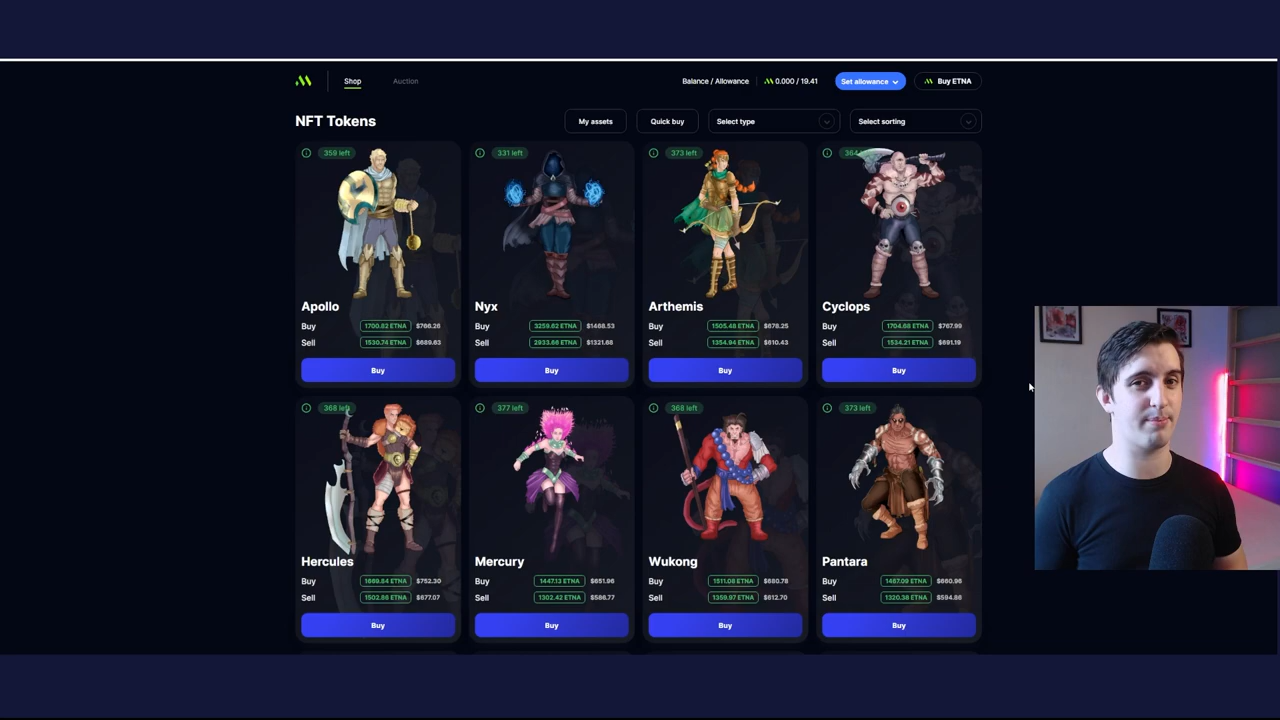 Shop
Auction
Balance / Allowance
0.000 / 19.41
Set allowance
Buy ETNA
NFT Tokens
My assets
Quick buy
Select type
Select sorting
359 left
331 left
373 left
364
Apollo
Nyx
Arthemis
Cyclops
Buy 1700.62 ETNA $766.26
Buy 3259.62 ETNA $1468.53
Buy 1505.48 ETNA $678.25
Buy 1704.68 ETNA $767.99
Sell 1530.74 ETNA $689.63
Sell 2933.66 ETNA $1321.68
Sell 1354.94 ETNA $610.43
Sell 1534.21 ETNA $691.19
Buy
Buy
Buy
Buy
368 left
377 left
368 left
373 left
Hercules
Mercury
Wukong
Pantara
Buy 1669.84 ETNA $752.30
Buy 1447.13 ETNA $651.96
Buy 1511.08 ETNA $680.78
Buy 1467.09 ETNA $660.96
Sell 1502.86 ETNA $677.07
Sell 1302.42 ETNA $586.77
Sell 1359.97 ETNA $612.70
Sell 1320.38 ETNA $594.86
Buy
Buy
Buy
Buy